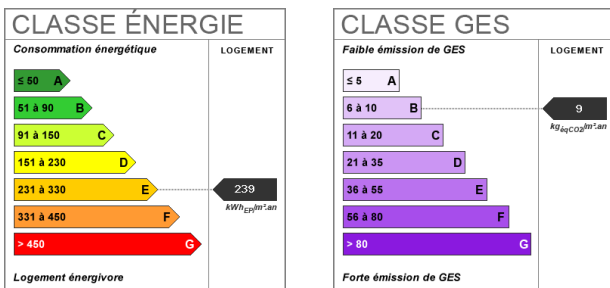 CLASSE ÉNERGIE
Consommation énergétique
LOGEMENT
≤ 50 A
51 à 90 B
91 à 150 C
151 à 230 D
231 à 330 E
239
kWhEP/m².an
331 à 450 F
> 450 G
Logement énergivore
CLASSE GES
Faible émission de GES
LOGEMENT
≤ 5 A
6 à 10 B
9
kgéqCO2/m².an
11 à 20 C
21 à 35 D
36 à 55 E
56 à 80 F
> 80 G
Forte émission de GES